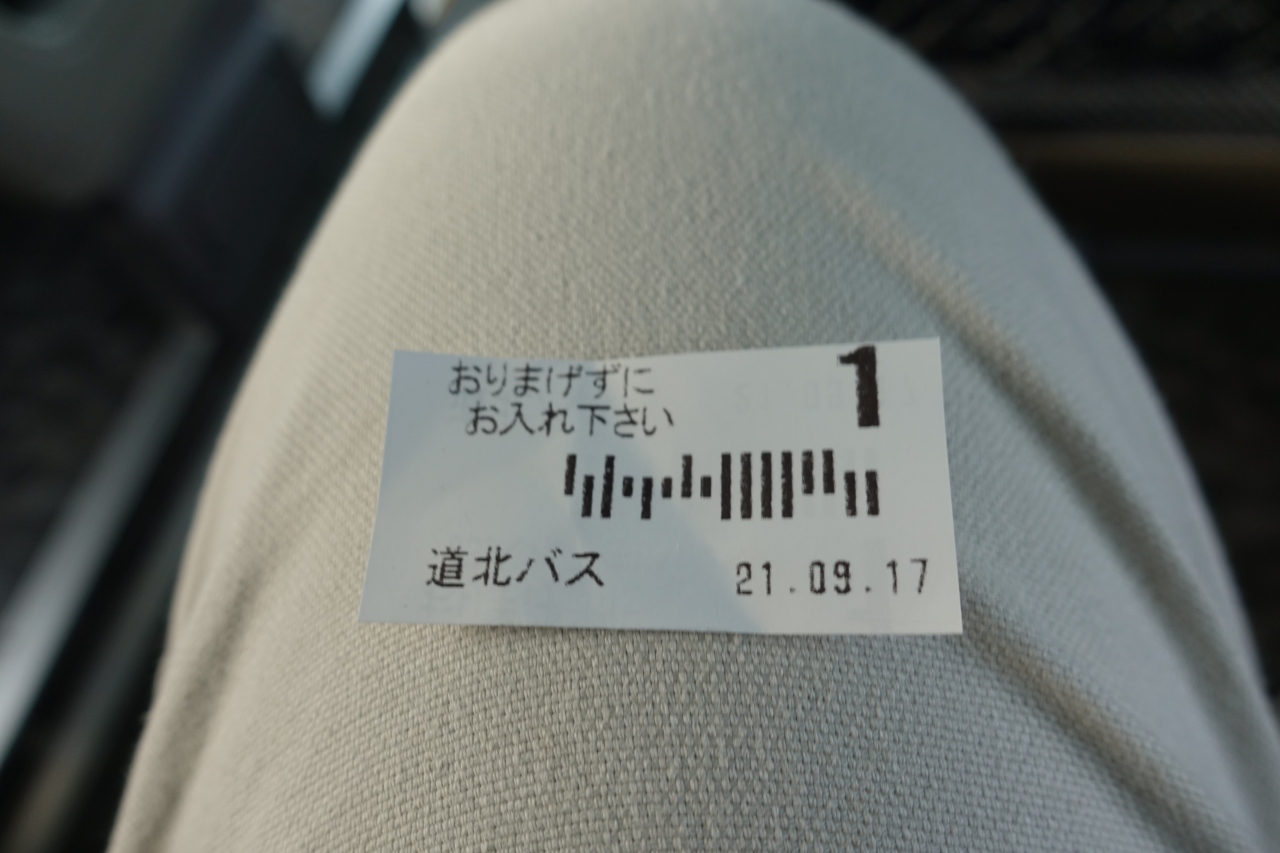 おりまげずに
お入れ下さい
1
道北バス
21.09.17